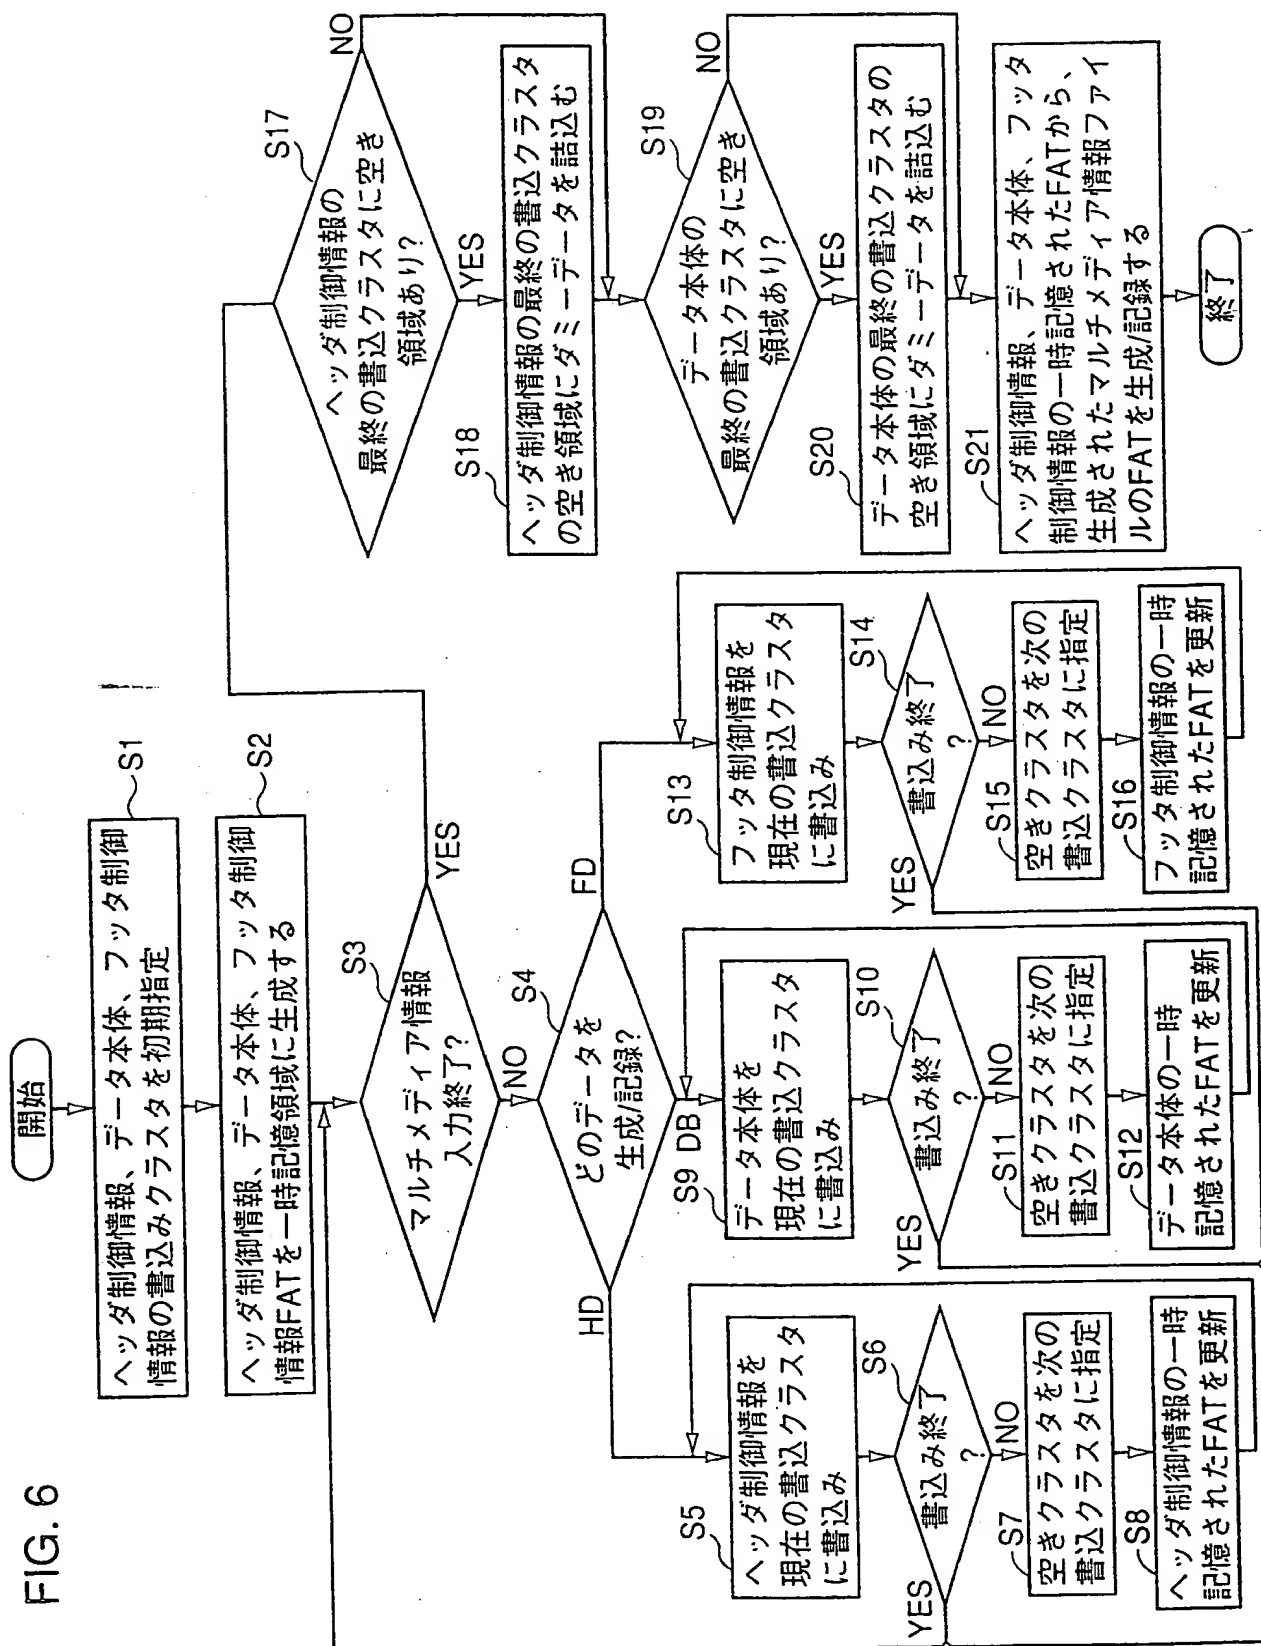 FIG. 6
開始
S1
ヘッダ制御情報、データ本体、フッタ制御
情報の書込みクラスタを初期指定
S2
ヘッダ制御情報、データ本体、フッタ制御
情報FATを一時記憶領域に生成する
S3
マルチメディア情報
入力終了?
YES
NO
S4
どのデータを
生成/記録?
HD
DB
FD
S5
ヘッダ制御情報を
現在の書込クラスタ
に書込み
S6
書込み終了
?
YES
NO
S7
空きクラスタを次の
書込クラスタに指定
S8
ヘッダ制御情報の一時
記憶されたFATを更新
S9
データ本体を
現在の書込クラスタ
に書込み
S10
書込み終了
?
YES
NO
S11
空きクラスタを次の
書込クラスタに指定
S12
データ本体の一時
記憶されたFATを更新
S13
フッタ制御情報を
現在の書込クラスタ
に書込み
S14
書込み終了
?
YES
NO
S15
空きクラスタを次の
書込クラスタに指定
S16
フッタ制御情報の一時
記憶されたFATを更新
S17
ヘッダ制御情報の
最終の書込クラスタに空き
領域あり?
NO
YES
S18
ヘッダ制御情報の最終の書込クラスタ
の空き領域にダミーデータを詰込む
S19
データ本体の
最終の書込クラスタに空き
領域あり?
NO
YES
S20
データ本体の最終の書込クラスタの
空き領域にダミーデータを詰込む
S21
ヘッダ制御情報、データ本体、フッタ
制御情報の一時記憶されたFATから、
生成されたマルチメディア情報ファイ
ルのFATを生成/記録する
終了